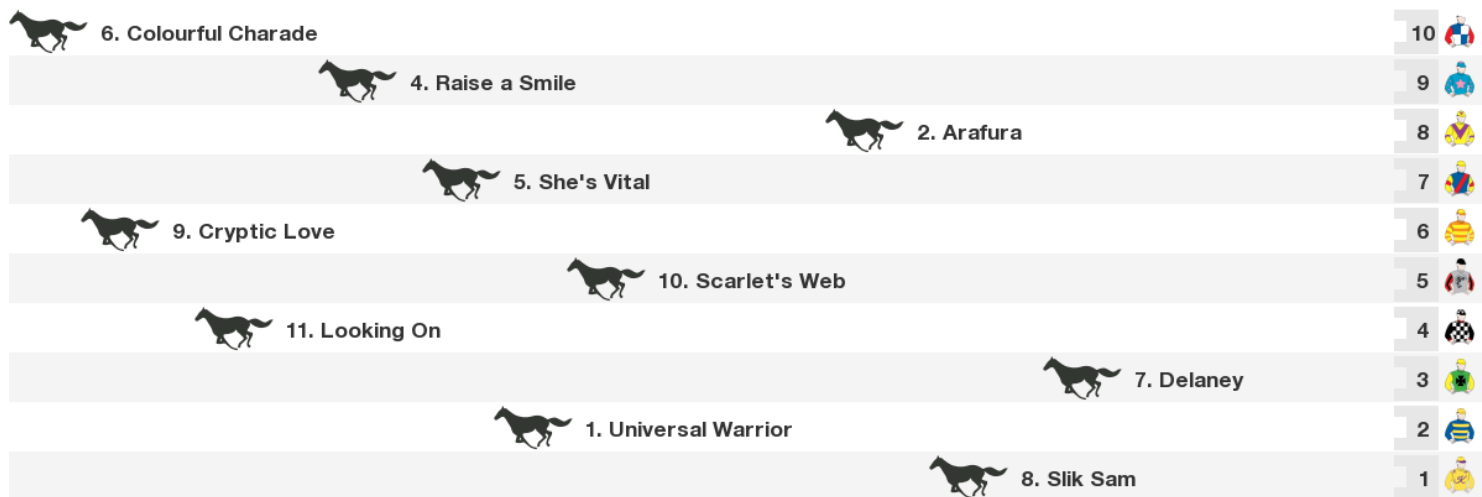 6. Colourful Charade 10
4. Raise a Smile 9
2. Arafura 8
5. She's Vital 7
9. Cryptic Love 6
10. Scarlet's Web 5
11. Looking On 4
7. Delaney 3
1. Universal Warrior 2
8. Slik Sam 1